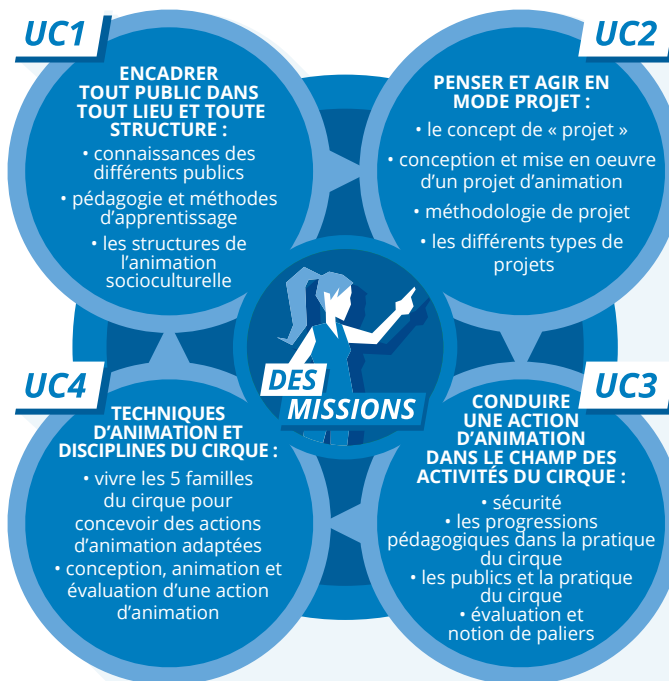 UC1
ENCADRER
TOUT PUBLIC DANS
TOUT LIEU ET TOUTE
STRUCTURE :
• connaissances des
différents publics
• pédagogie et méthodes
d'apprentissage
• les structures de
l'animation
socioculturelle
UC2
PENSER ET AGIR EN
MODE PROJET :
• le concept de « projet »
• conception et mise en oeuvre
d'un projet d'animation
• méthodologie de projet
• les différents types de
projets
DES
MISSIONS
UC3
CONDUIRE
UNE ACTION
D'ANIMATION
DANS LE CHAMP DES
ACTIVITÉS DU CIRQUE :
• sécurité
• les progressions
pédagogiques dans la pratique
du cirque
• les publics et la pratique
du cirque
• évaluation et
notion de paliers
UC4
TECHNIQUES
D'ANIMATION ET
DISCIPLINES DU CIRQUE :
• vivre les 5 familles
du cirque pour
concevoir des actions
d'animation adaptées
• conception, animation et
évaluation d'une action
d'animation